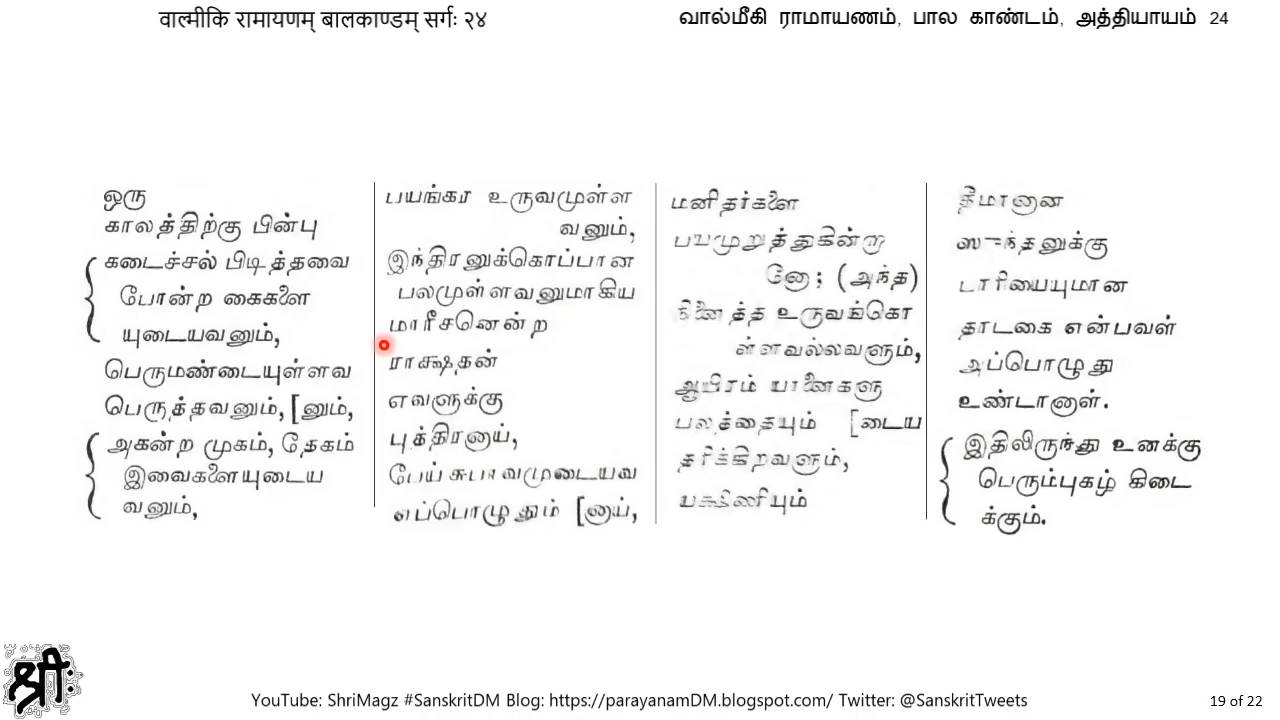 वाल्मीकि रामायणम् बालकाण्डम् सर्गः २४
வால்மீகி ராமாயணம், பால காண்டம், அத்தியாயம் 24
ஒரு
காலத்திற்கு பின்பு
கடைச்சல் பிடித்தவை
போன்ற கைகளை
யுடையவனும்,
பெருமண்டையுள்ளவ
பெருத்தவனும், [னும்,
அகன்ற முகம், தேகம்
இவைகளையுடைய
வனும்,
பயங்கர உருவமுள்ள
வனும்,
இந்திரனுக்கொப்பான
பலமுள்ளவனுமாகிய
மாரீசனென்ற
ராக்ஷதன்
எவளுக்கு
புத்திரனாய்,
பேய் சுபாவமுடையவ
எப்பொழுதும் [னாய்,
மனிதர்களை
பயமுறுத்துகின்ற
னோ; (அந்த)
நினைத்த உருவங்கொ
ள்ளவல்லவளும்,
ஆயிரம் யானைகளு
பலத்தையும் [டைய
தரிக்கிறவளும்,
யக்ஷிணியும்
தீமானான
ஸுந்தனுக்கு
பாரியையுமான
தாடகை என்பவள்
அப்பொழுது
உண்டானாள்.
இதிலிருந்து உனக்கு
பெரும்புகழ் கிடை
க்கும்.
श्रीः
YouTube: ShriMagz #SanskritDM Blog: https://parayanamDM.blogspot.com/ Twitter: @SanskritTweets
19 of 22